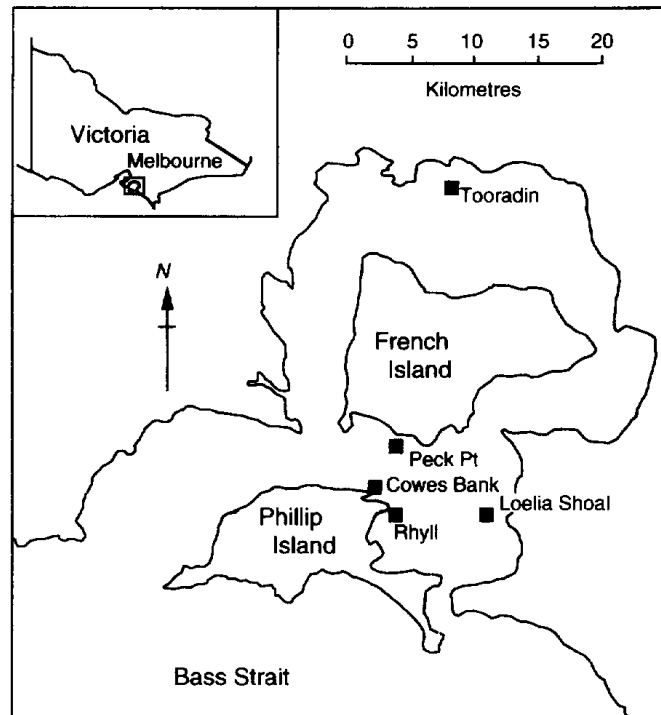 Victoria
Melbourne
0 5 10 15 20
Kilometres
Tooradin
N
French
Island
Peck Pt
Cowes Bank
Loelia Shoal
Rhyll
Phillip
Island
Bass Strait